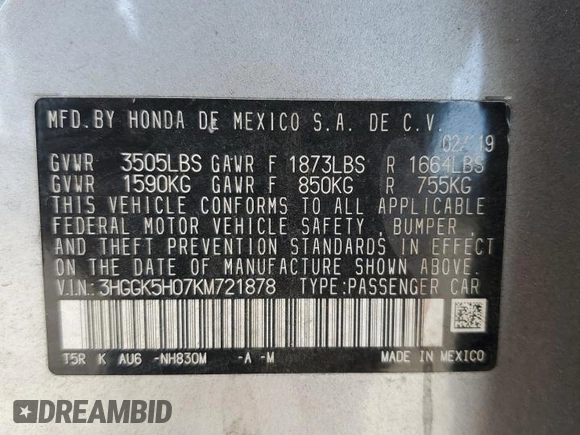 MFD.BY HONDA DE MEXICO S.A. DE C.V.
02/19
GVWR 3505LBS GAWR F 1873LBS R 1664LBS
GVWR 1590KG GAWR F 850KG R 755KG
THIS VEHICLE CONFORMS TO ALL APPLICABLE
FEDERAL MOTOR VEHICLE SAFETY, BUMPER,
AND THEFT PREVENTION STANDARDS IN EFFECT
ON THE DATE OF MANUFACTURE SHOWN ABOVE.
V.I.N.: 3HGGK5H07KM721878 TYPE:PASSENGER CAR
T5R K AU6 -NH830M -A -M MADE IN MEXICO
DREAMBID